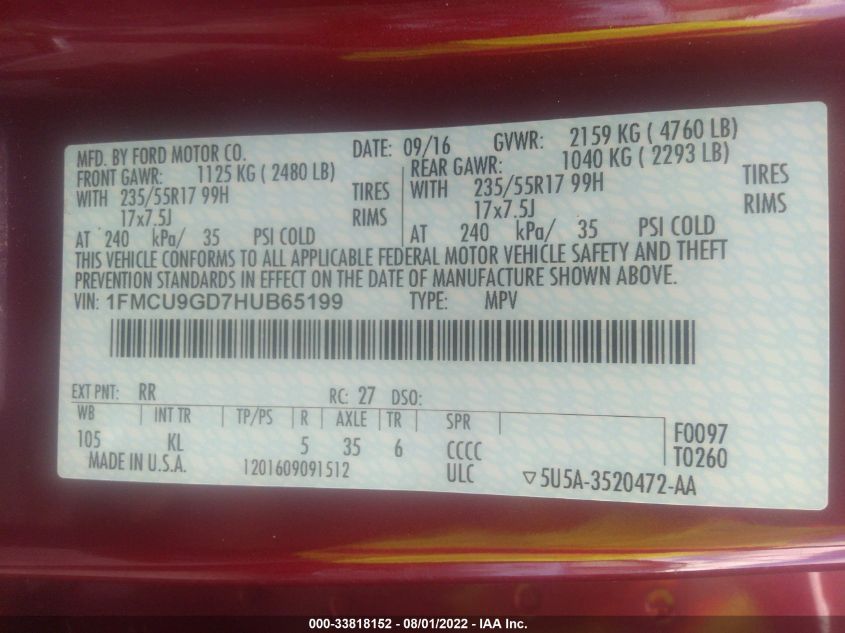 MFD. BY FORD MOTOR CO. DATE: 09/16 GVWR: 2159 KG ( 4760 LB)
FRONT GAWR: 1125 KG ( 2480 LB) REAR GAWR: 1040 KG ( 2293 LB)
WITH 235/55R17 99H TIRES WITH 235/55R17 99H TIRES
17x7.5J RIMS 17x7.5J RIMS
AT 240 kPa/ 35 PSI COLD AT 240 kPa/ 35 PSI COLD
THIS VEHICLE CONFORMS TO ALL APPLICABLE FEDERAL MOTOR VEHICLE SAFETY AND THEFT
PREVENTION STANDARDS IN EFFECT ON THE DATE OF MANUFACTURE SHOWN ABOVE.
VIN: 1FMCU9GD7HUB65199 TYPE: MPV
EXT PNT: RR RC: 27 DSO:
WB INT TR TP/PS R AXLE TR SPR
105 KL 5 35 6 CCCC F0097
MADE IN U.S.A. 1201609091512 ULC T0260
▽5U5A-3520472-AA
000-33818152 - 08/01/2022 - IAA Inc.